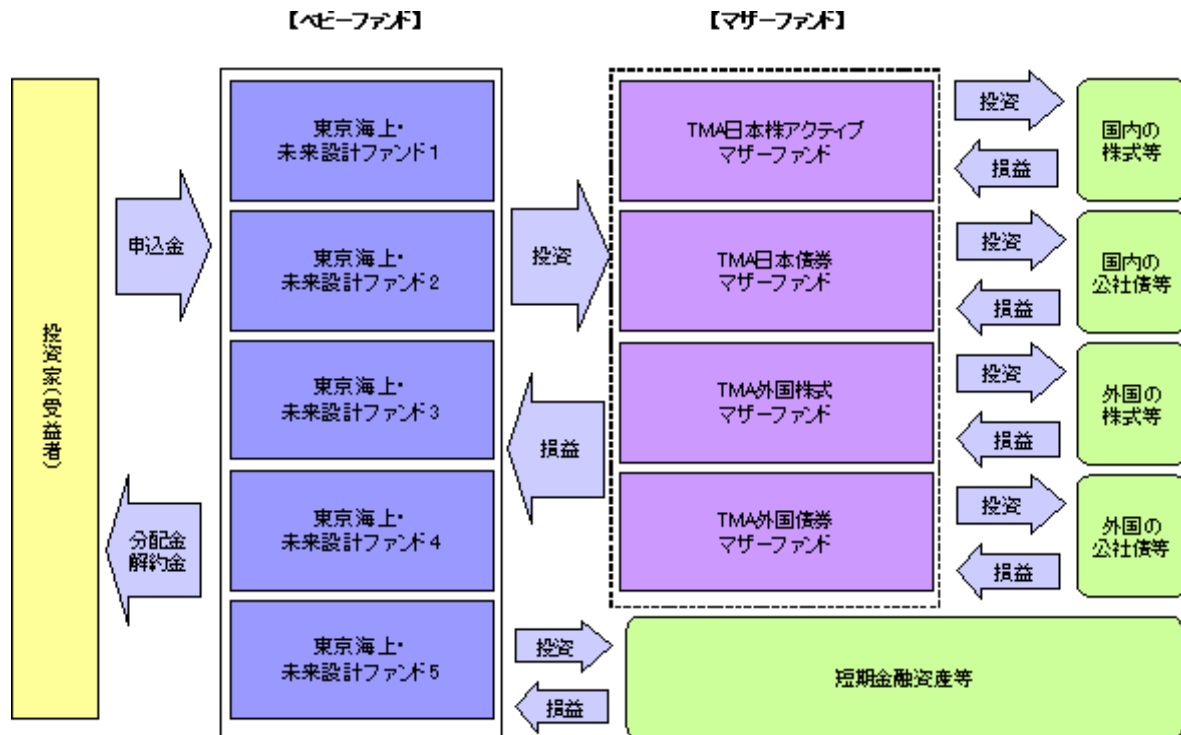 【ベビーファンド】
【マザーファンド】
投資家(受益者)
申込金
分配金
解約金
東京海上・
未来設計ファンド1
東京海上・
未来設計ファンド2
東京海上・
未来設計ファンド3
東京海上・
未来設計ファンド4
東京海上・
未来設計ファンド5
投資
損益
投資
損益
TMA日本株アクティブ
マザーファンド
TMA日本債券
マザーファンド
TMA外国株式
マザーファンド
TMA外国債券
マザーファンド
投資
損益
国内の
株式等
投資
損益
国内の
公社債等
投資
損益
外国の
株式等
投資
損益
外国の
公社債等
短期金融資産等